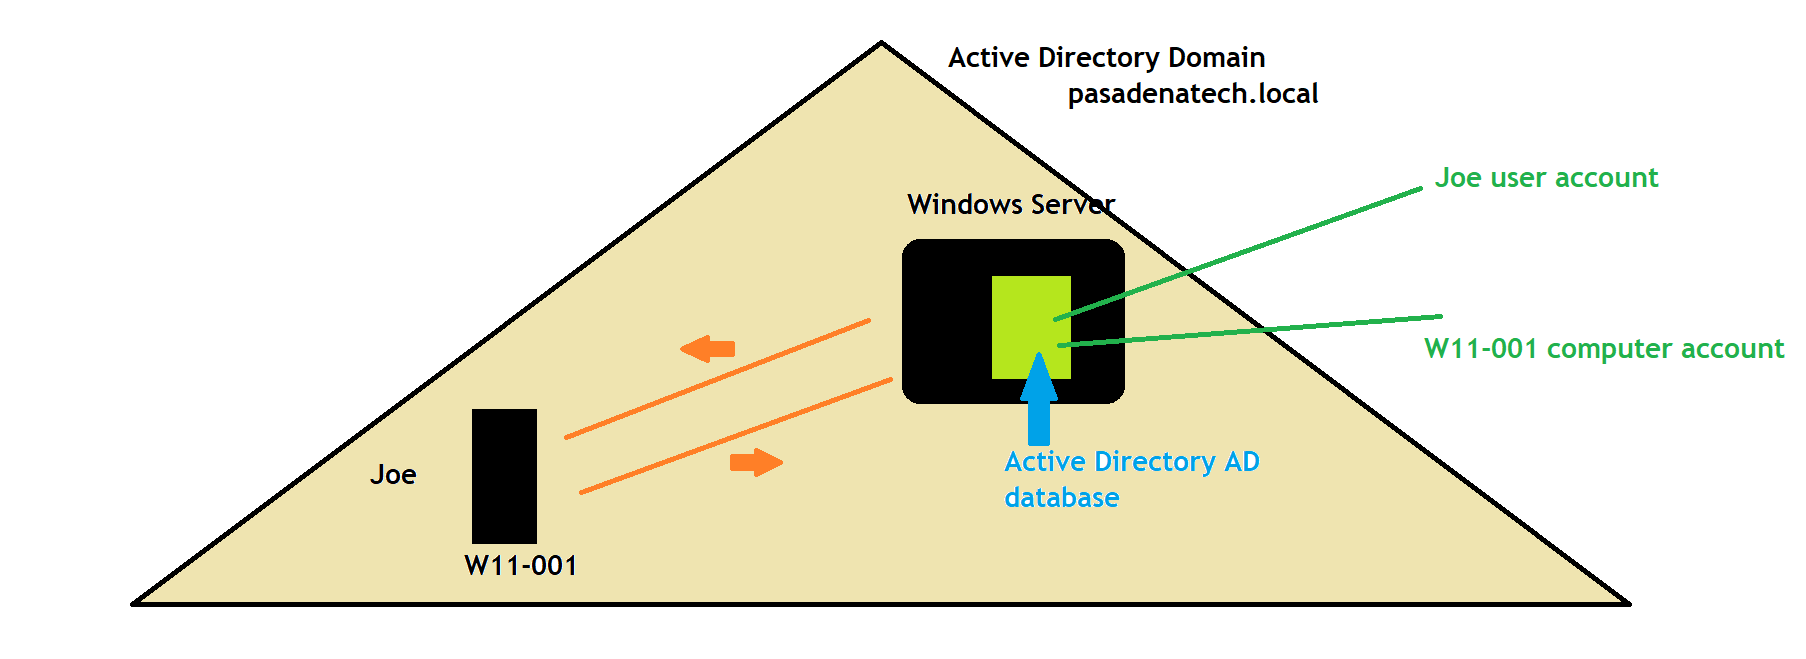 Active Directory Domain
pasadenatech.local
Joe user account
Windows Server
W11-001 computer account
Active Directory AD
database
Joe
W11-001